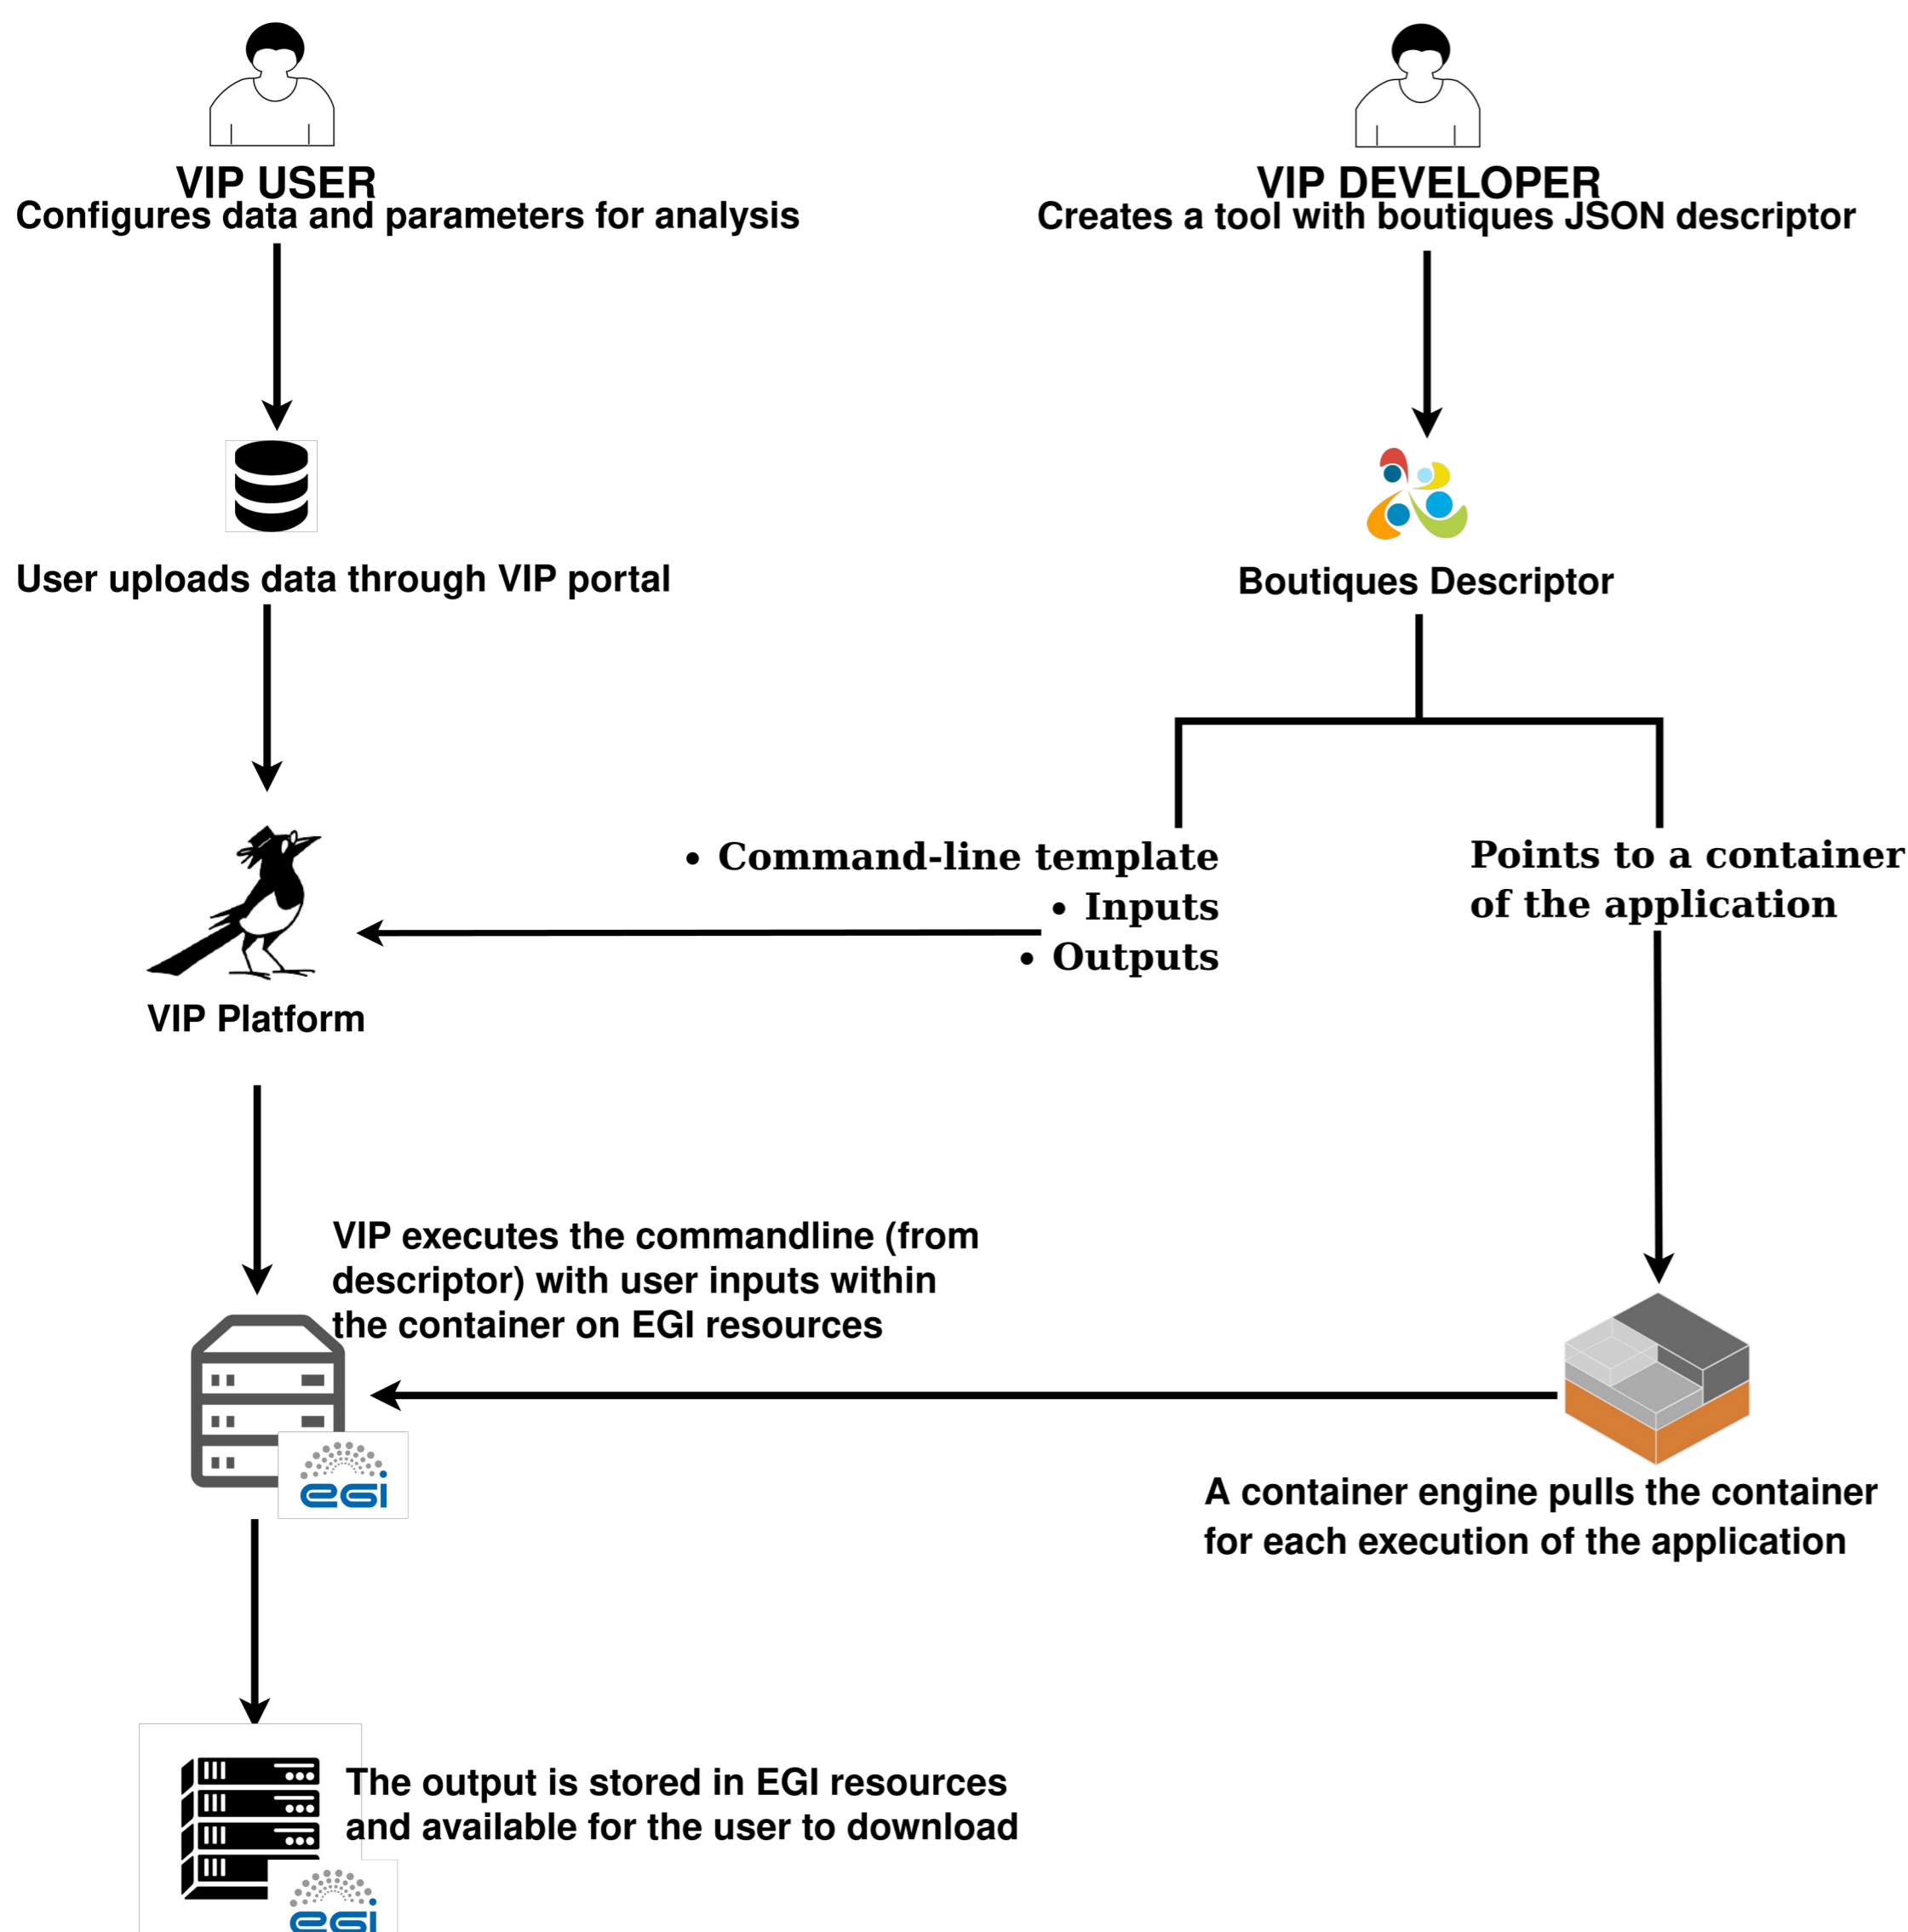 VIP USER
Configures data and parameters for analysis
VIP DEVELOPER
Creates a tool with boutiques JSON descriptor
User uploads data through VIP portal
Boutiques Descriptor
• Command-line template
• Inputs
• Outputs
Points to a container
of the application
VIP Platform
VIP executes the commandline (from
descriptor) with user inputs within
the container on EGI resources
egi
A container engine pulls the container
for each execution of the application
The output is stored in EGI resources
and available for the user to download
egi